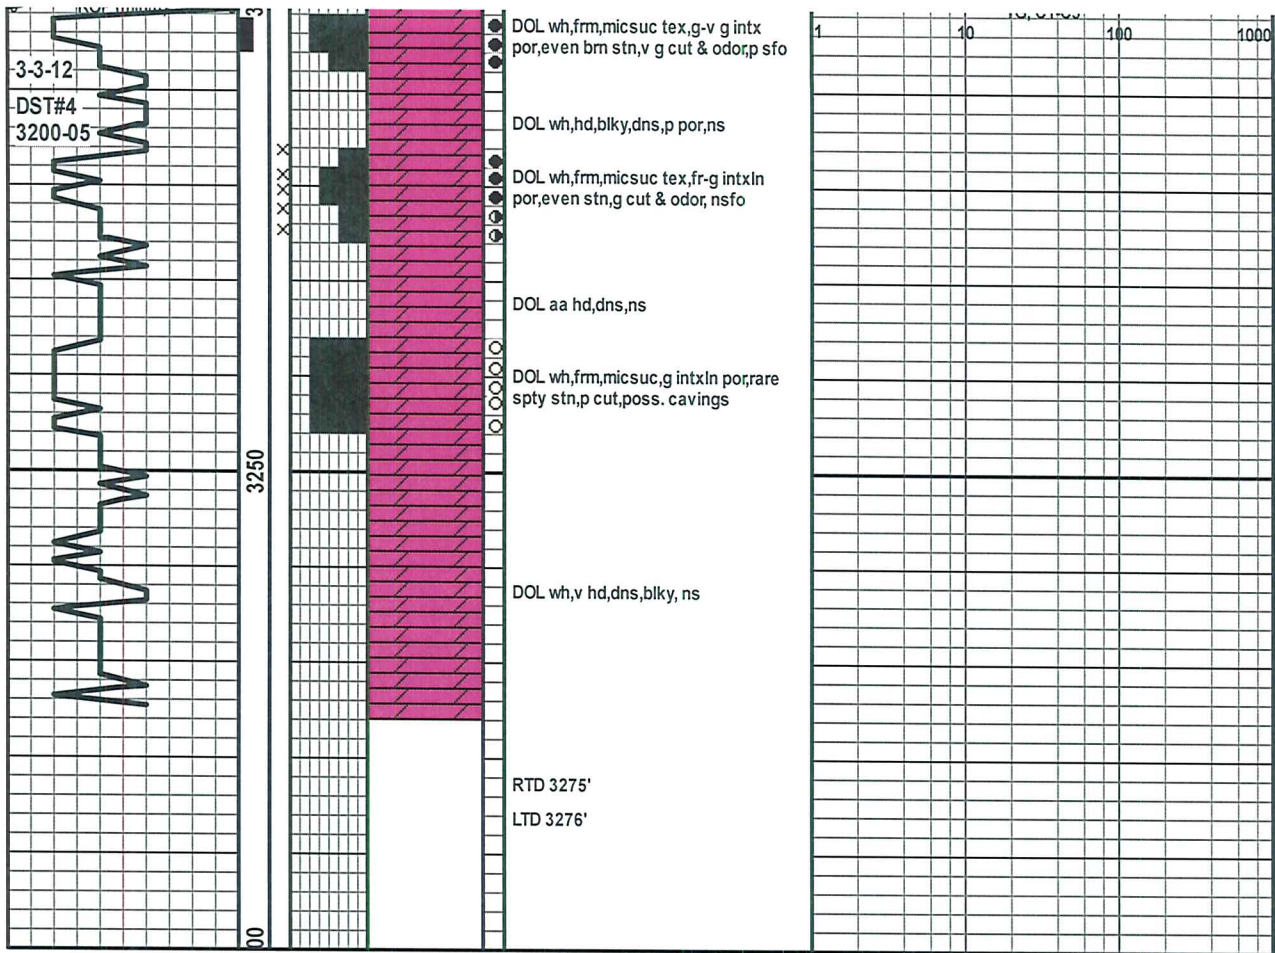 3
1 10 100 1000
DOL wh,frm,micsuc tex,g-v g intx
por,even brn stn,v g cut & odor,p sfo
3-3-12
DST#4
3200-05
DOL wh,hd,blky,dns,p por,ns
DOL wh,frm,micsuc tex,fr-g intxln
por,even stn,g cut & odor, nsfo
DOL aa hd,dns,ns
DOL wh,frm,micsuc,g intxln por,rare
spty stn,p cut,poss. cavings
3250
DOL wh,v hd,dns,blky, ns
RTD 3275'
LTD 3276'
00